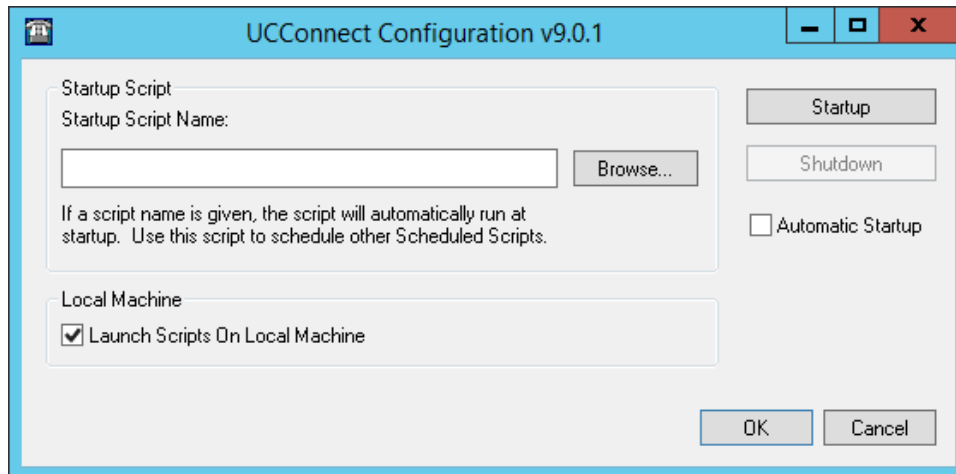 UCConnect Configuration v9.0.1
Startup Script
Startup Script Name:
Browse...
If a script name is given, the script will automatically run at
startup. Use this script to schedule other Scheduled Scripts.
Startup
Shutdown
Automatic Startup
Local Machine
Launch Scripts On Local Machine
OK
Cancel